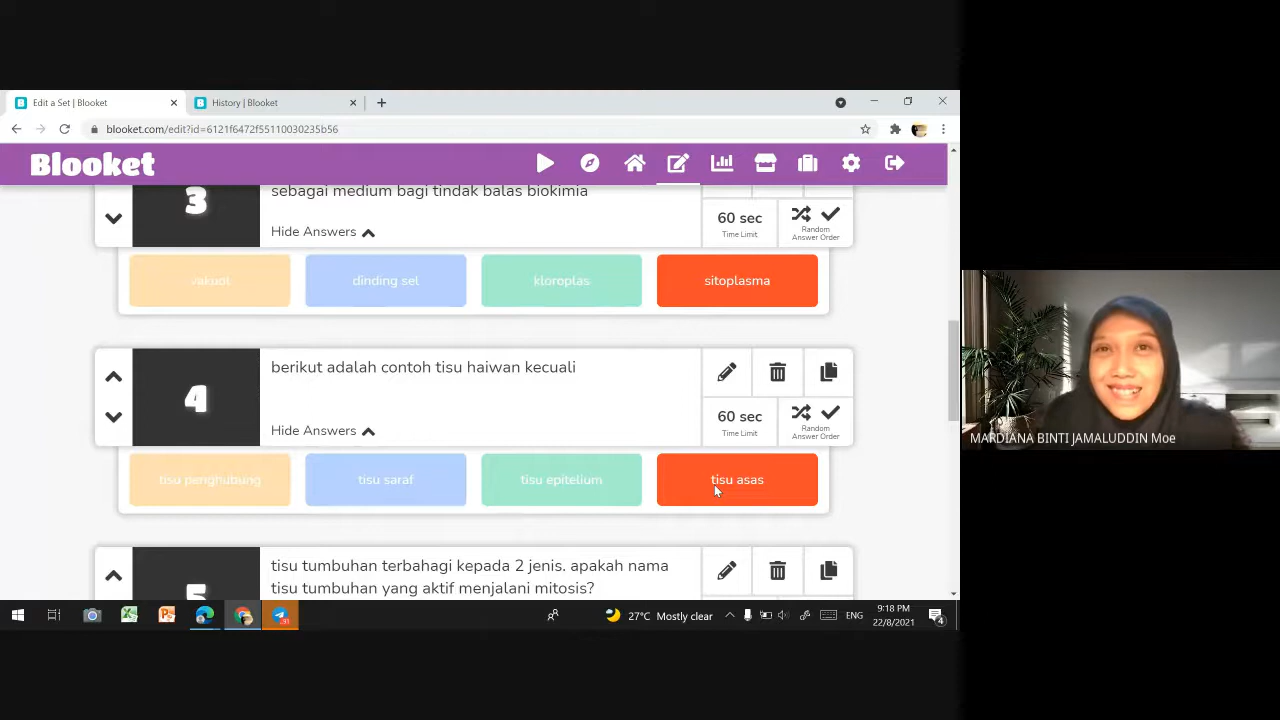 Edit a Set | Blooket
History | Blooket
blooket.com/edit?id=6121f6472f55110030235b56
Blooket
3
sebagai medium bagi tindak balas biokimia
Hide Answers
60 sec
Time Limit
Random
Answer Order
vakuol
dinding sel
kloroplas
sitoplasma
4
berikut adalah contoh tisu haiwan kecuali
Hide Answers
60 sec
Time Limit
Random
Answer Order
tisu penghubung
tisu saraf
tisu epitelium
tisu asas
5
tisu tumbuhan terbahagi kepada 2 jenis. apakah nama
tisu tumbuhan yang aktif menjalani mitosis?
MARDIANA BINTI JAMALUDDIN Moe
27°C Mostly clear
ENG
9:18 PM
22/8/2021
4